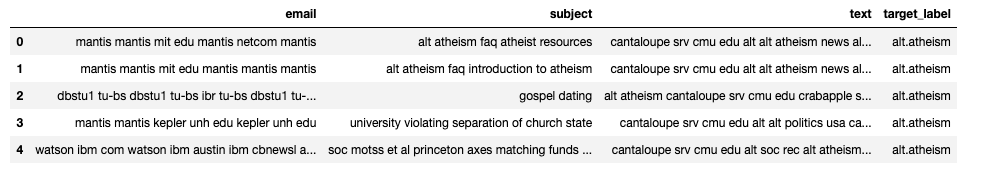 email subject text target_label
0 mantis mantis mit edu mantis netcom mantis alt atheism faq atheist resources cantaloupe srv cmu edu alt alt atheism news al... alt.atheism
1 mantis mantis mit edu mantis mantis mantis alt atheism faq introduction to atheism cantaloupe srv cmu edu alt alt atheism news al... alt.atheism
2 dbstu1 tu-bs dbstu1 tu-bs ibr tu-bs dbstu1 tu-... gospel dating alt atheism cantaloupe srv cmu edu crabapple s... alt.atheism
3 mantis mantis kepler unh edu kepler unh edu university violating separation of church state cantaloupe srv cmu edu alt alt politics usa ca... alt.atheism
4 watson ibm com watson ibm austin ibm cbnewsl a... soc motss et al princeton axes matching funds ... cantaloupe srv cmu edu alt soc rec alt atheism... alt.atheism